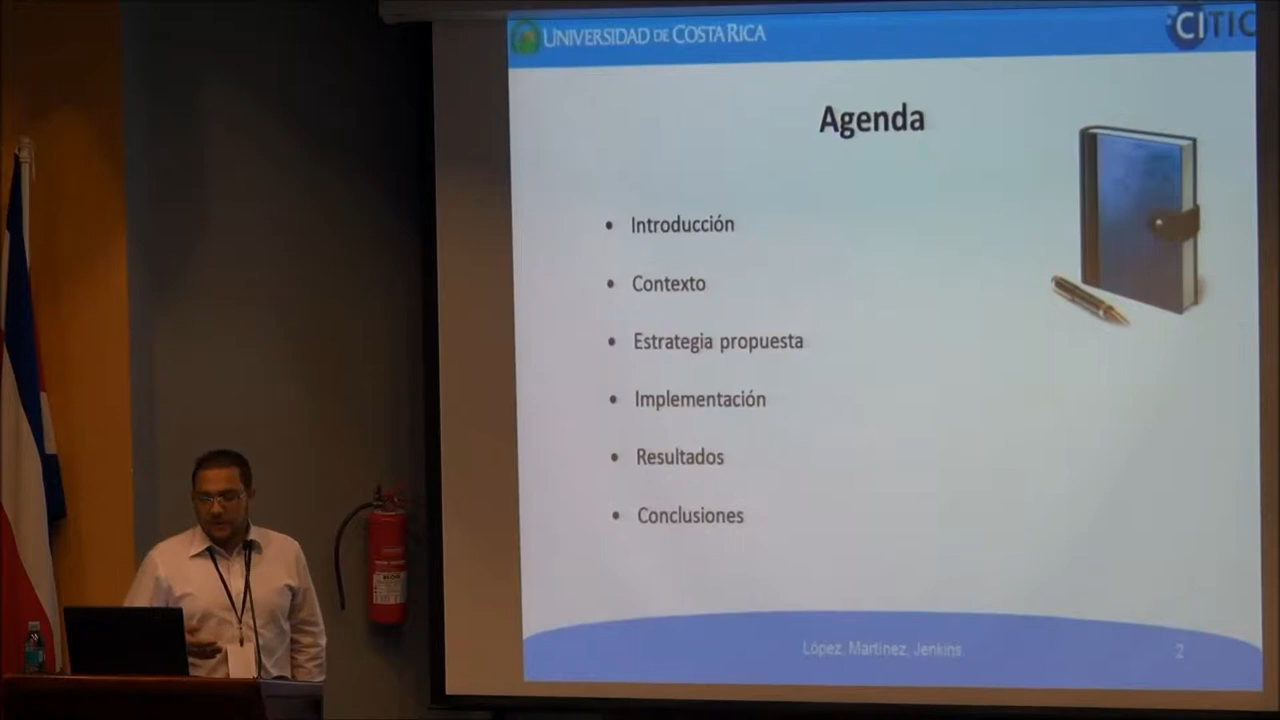 UNIVERSIDAD DE COSTA RICA
CITIC
Agenda
• Introducción
• Contexto
• Estrategia propuesta
• Implementación
• Resultados
• Conclusiones
López, Martínez, Jenkins
2